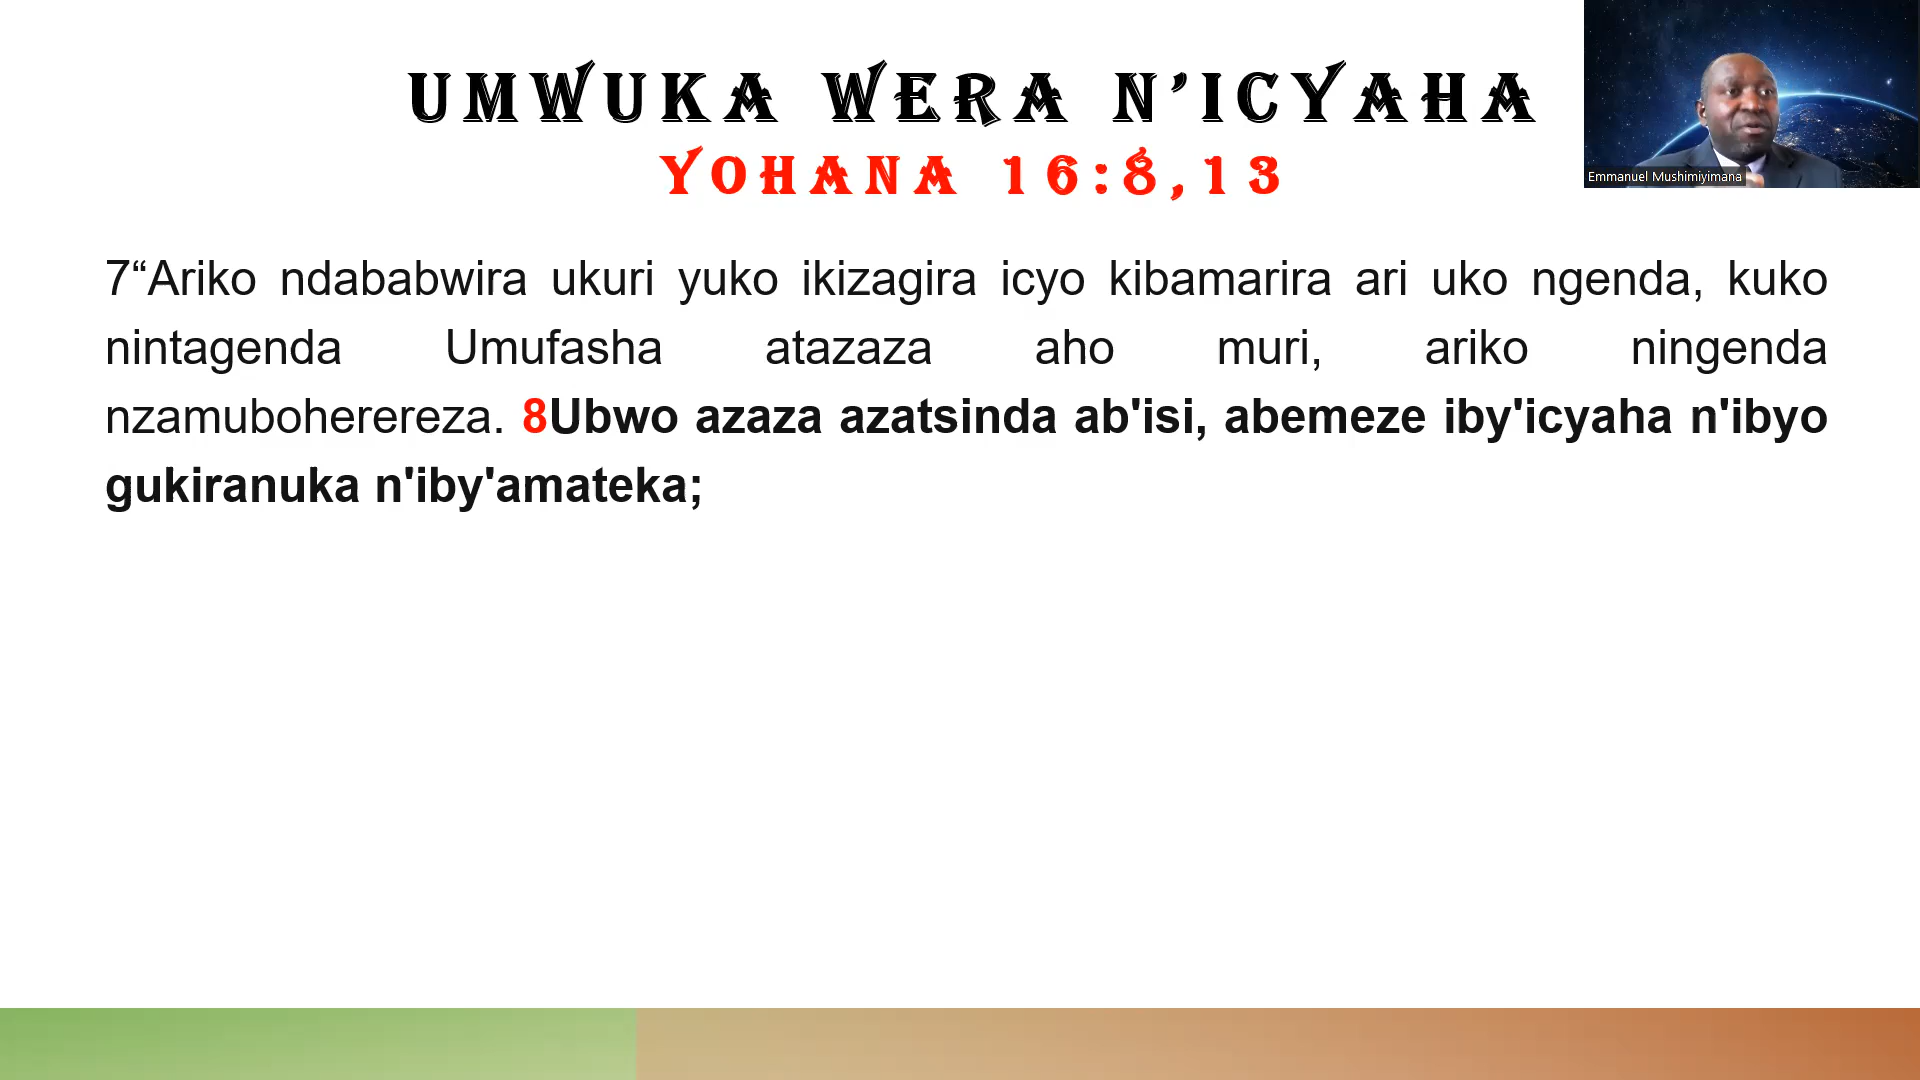 UMWUKA WERA N’ICYAHA
YOHANA 16:8,13
Emmanuel Mushimiyimana
7“Ariko ndababwira ukuri yuko ikizagira icyo kibamarira ari uko ngenda, kuko
nintagenda Umufasha atazaza aho muri, ariko ningenda
nzamuboherereza. 8Ubwo azaza azatsinda ab'isi, abemeze iby'icyaha n'ibyo
gukiranuka n'iby'amateka;